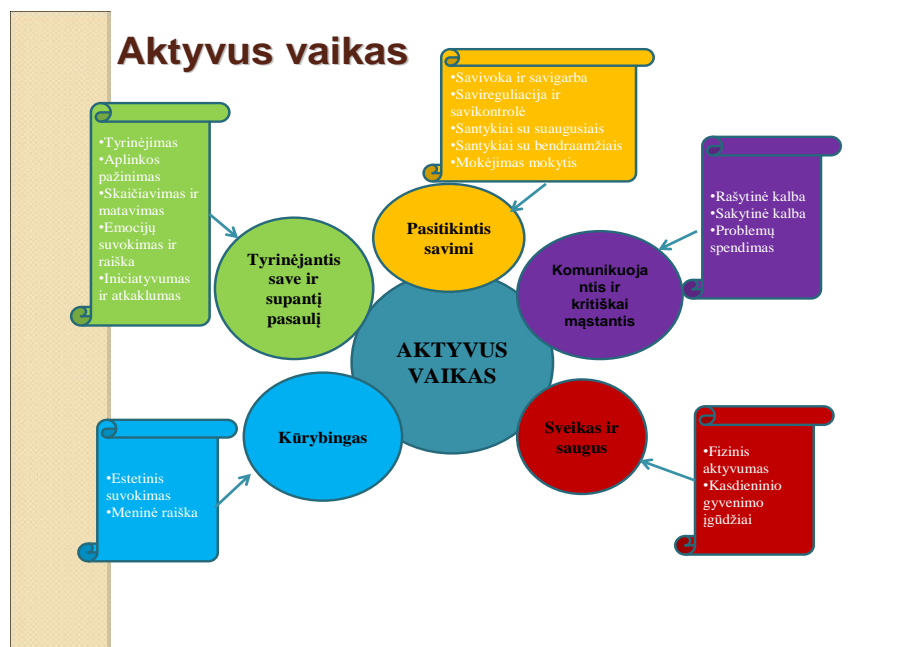 Aktyvus vaikas
•Savivoka ir savigarba
•Savireguliacija ir
savikontrolė
•Santykiai su suaugusiais
•Santykiai su bendraamžiais
•Mokėjimas mokytis
•Tyrinėjimas
•Aplinkos
pažinimas
•Skaičiavimas ir
matavimas
•Emocijų
suvokimas ir
raiška
•Iniciatyvumas
ir atkaklumas
•Rašytinė kalba
•Sakytinė kalba
•Problemų
spendimas
Pasitikintis
savimi
Tyrinėjantis
save ir
supantį
pasaulį
Komunikuoja
ntis ir
kritiškai
mąstantis
AKTYVUS
VAIKAS
Kūrybingas
Sveikas ir
saugus
•Estetinis
suvokimas
•Meninė raiška
•Fizinis
aktyvumas
•Kasdieninio
gyvenimo
įgūdžiai